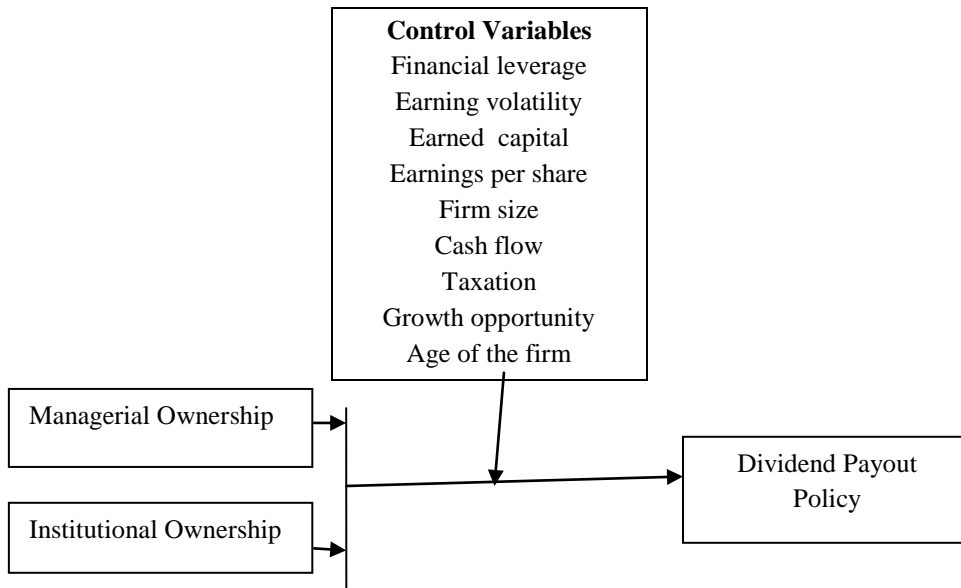 Control Variables
Financial leverage
Earning volatility
Earned capital
Earnings per share
Firm size
Cash flow
Taxation
Growth opportunity
Age of the firm
Managerial Ownership
Institutional Ownership
Dividend Payout
Policy